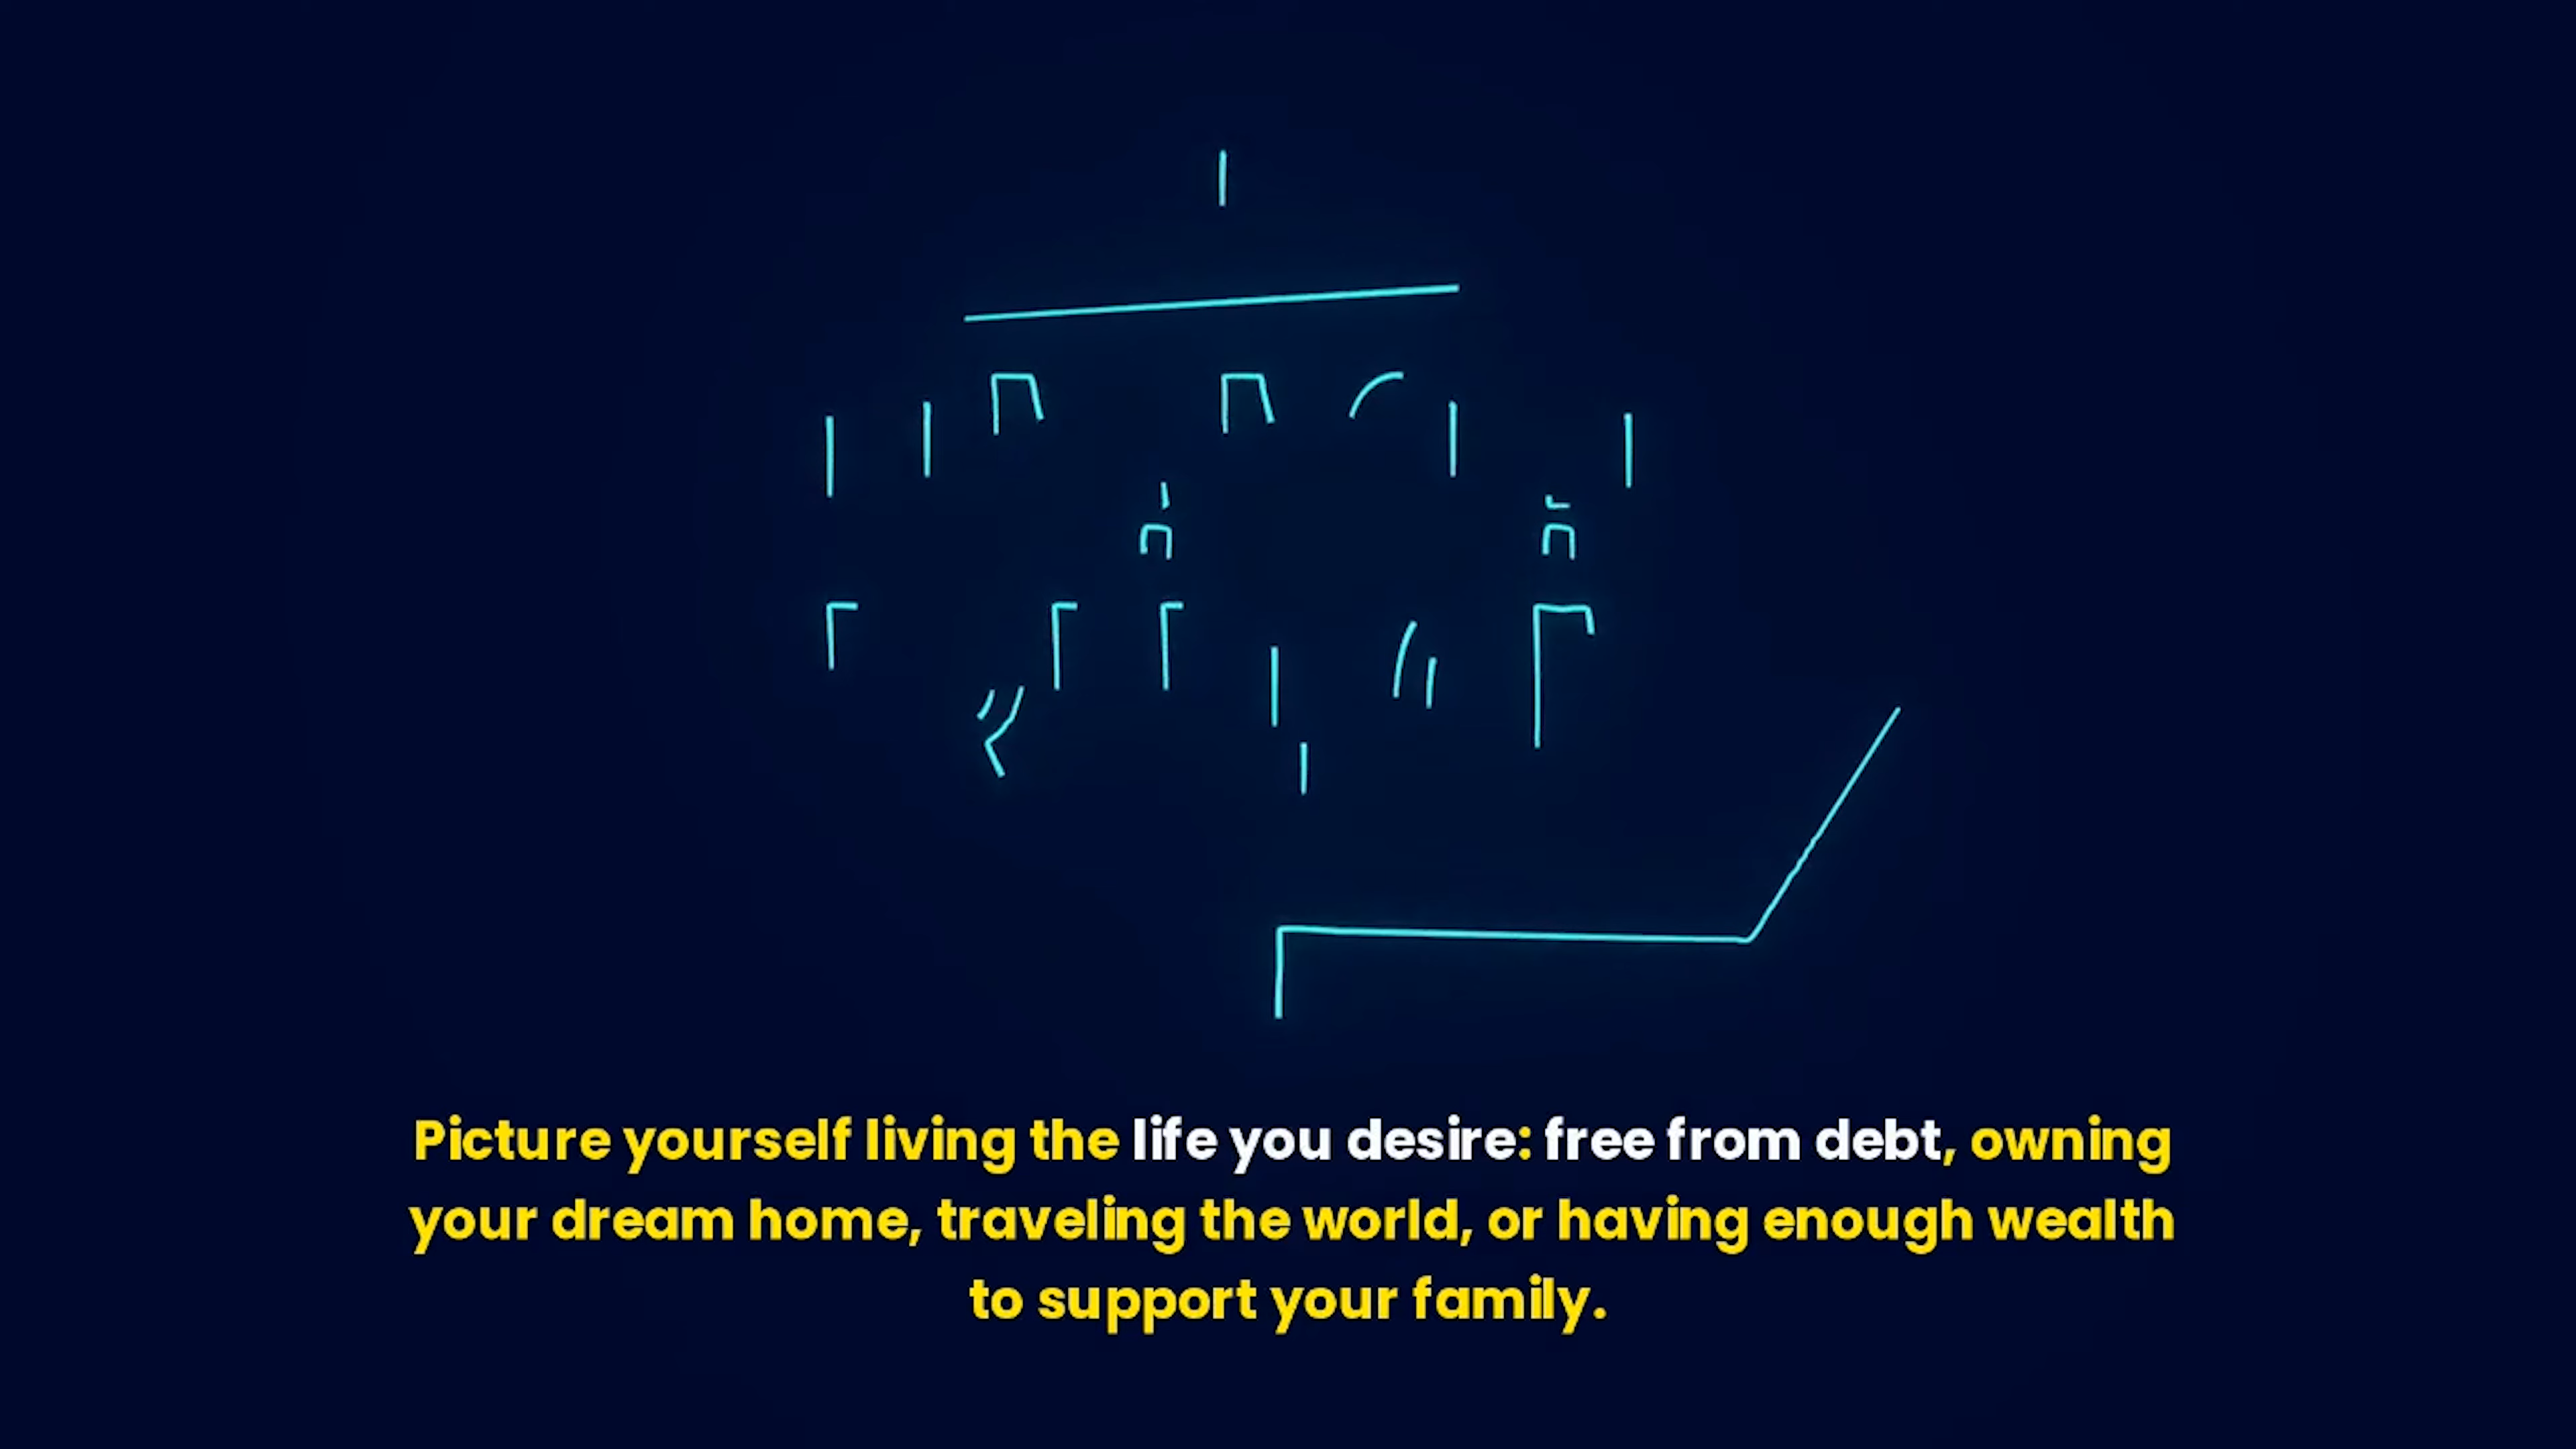 Picture yourself living the life you desire: free from debt, owning
your dream home, traveling the world, or having enough wealth
to support your family.